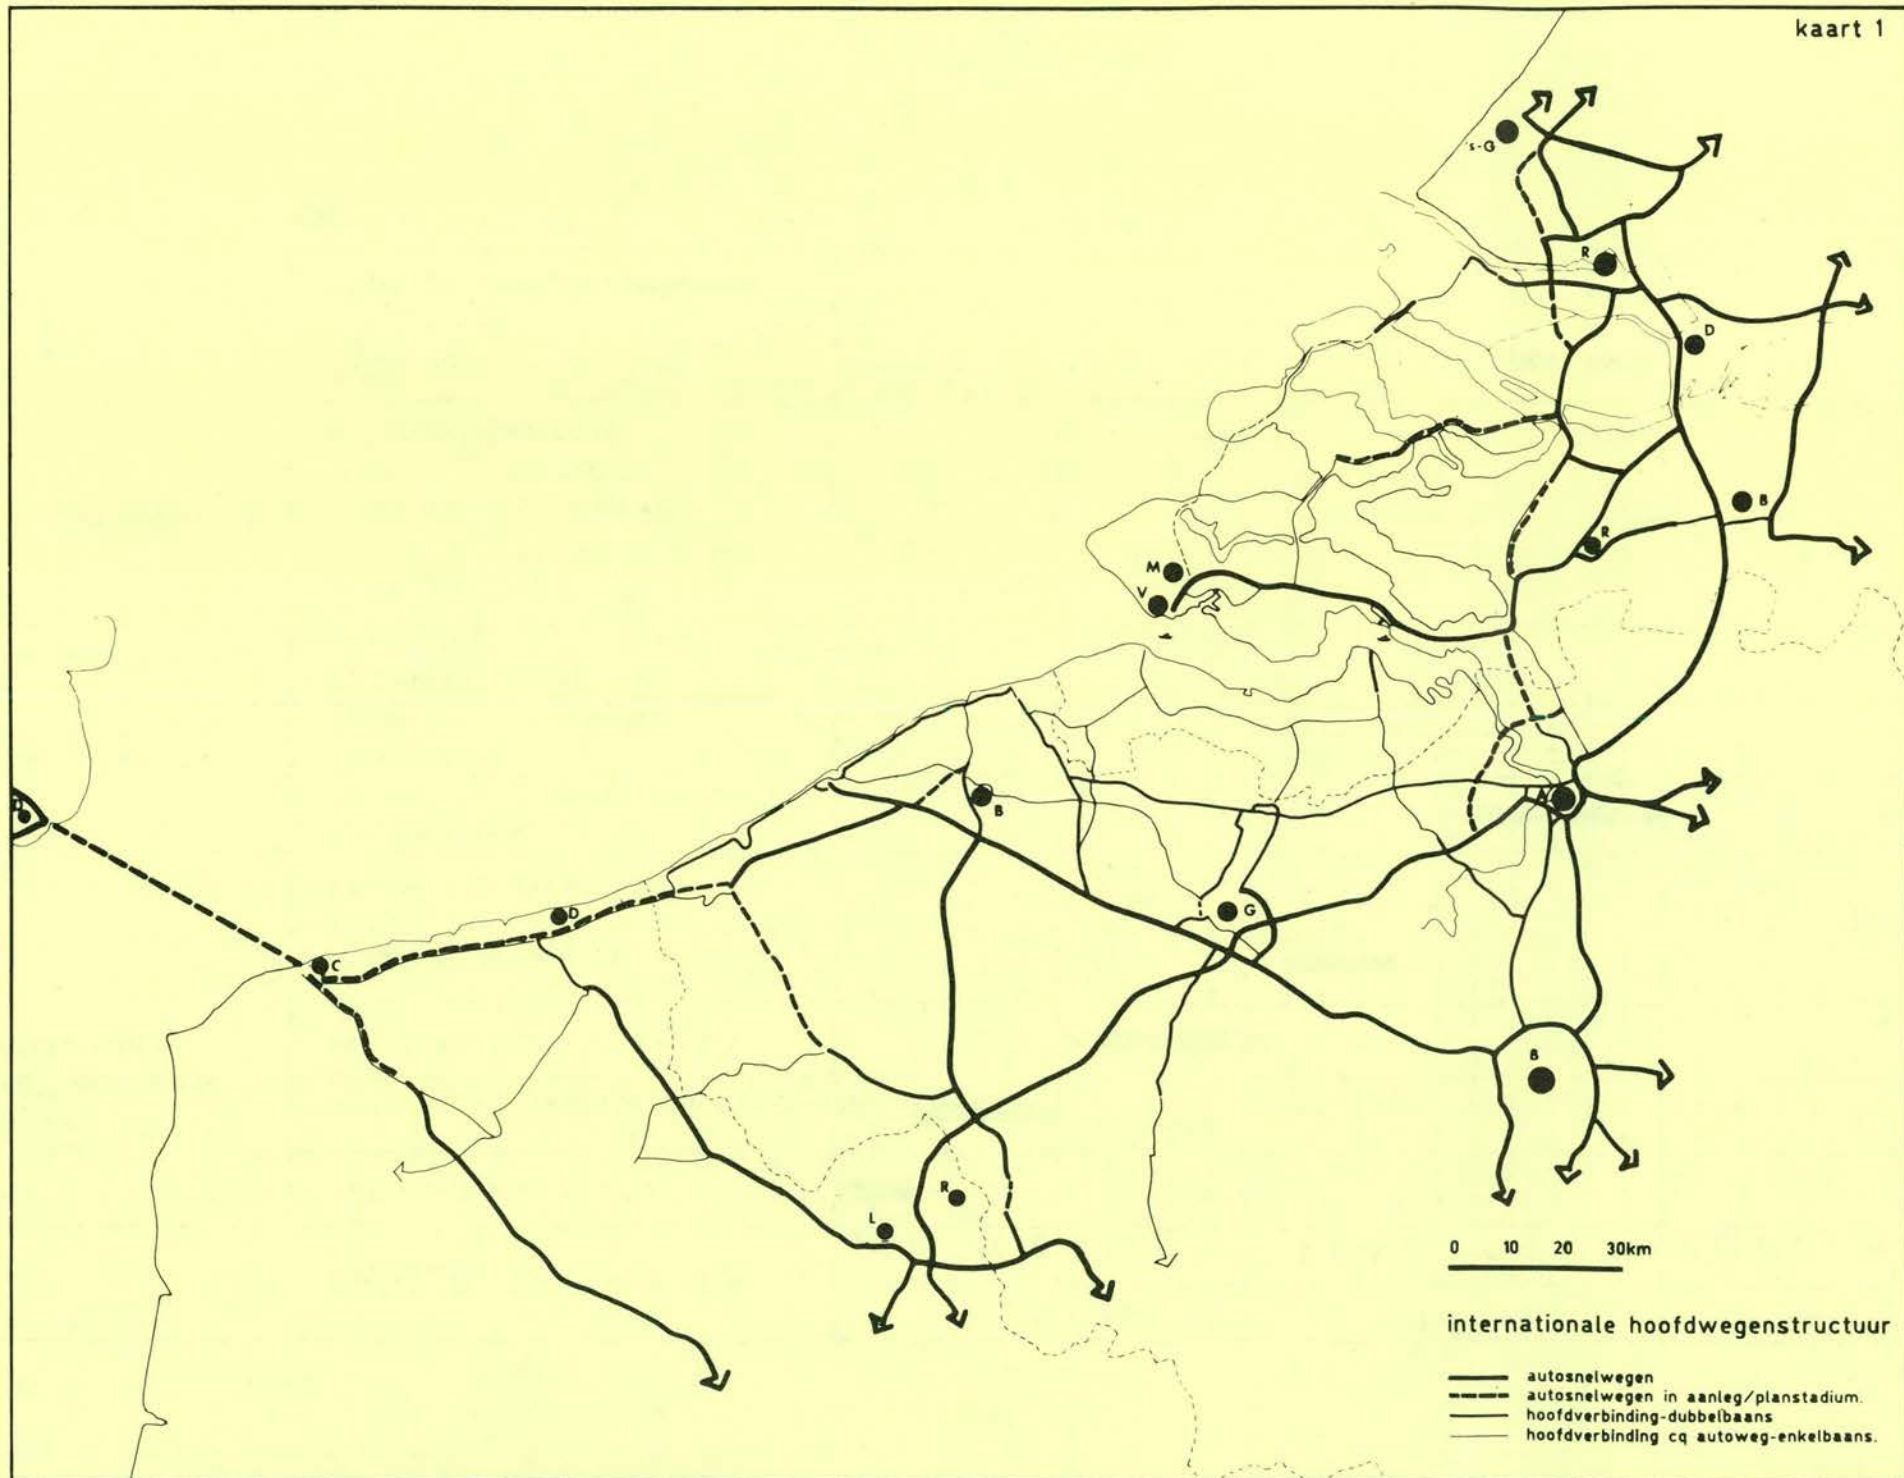 kaart 1
's-G
R
D
B
R
M
V
B
A
D
C
G
B
R
L
0 10 20 30km
internationale hoofdwegenstructuur
autosnelwegen
autosnelwegen in aanleg/planstadium.
hoofdverbinding-dubbelbaans
hoofdverbinding cq autoweg-enkelbaans.